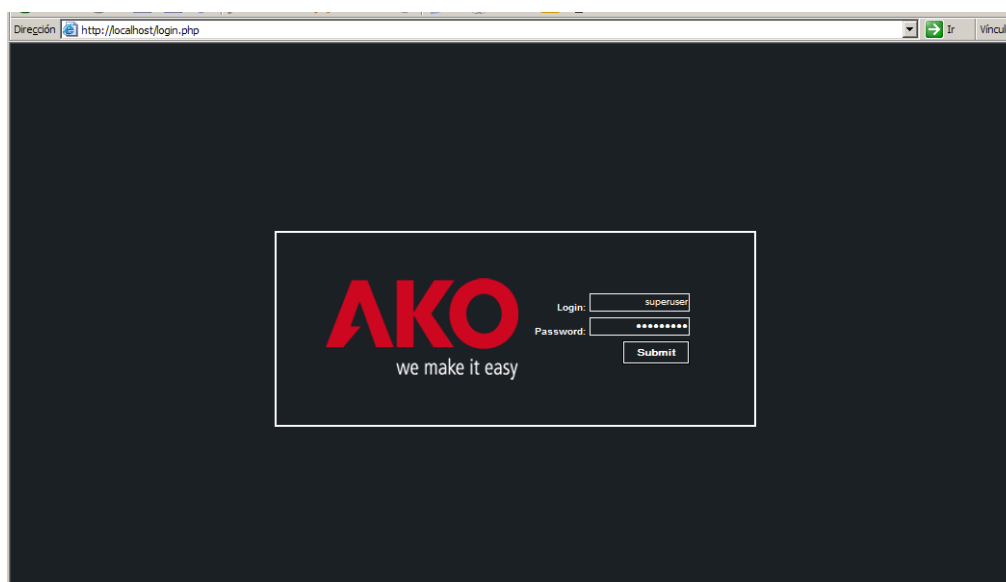 Dirección http://localhost/login.php Ir Víncul
AKO
we make it easy
Login: superuser
Password: •••••••••
Submit